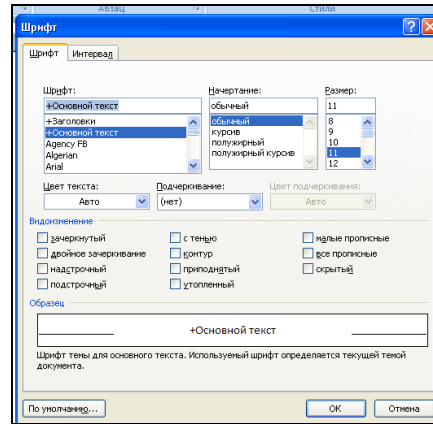 Абзац Стили
Шрифт
Шрифт Интервал
Шрифт: Начертание: Размер:
+Основной текст обычный 11
+Заголовки обычный 8
+Основной текст курсив 9
Agency FB полужирный 10
Algerian полужирный курсив 11
Arial 12
Цвет текста: Подчеркивание: Цвет подчеркивания:
Авто (нет) Авто
Видоизменение
зачеркнутый с тенью малые прописные
двойное зачеркивание контур все прописные
надстрочный приподнятый скрытый
подстрочный утопленный
Образец
+Основной текст
Шрифт темы для основного текста. Используемый шрифт определяется текущей темой
документа.
По умолчанию... ОК Отмена